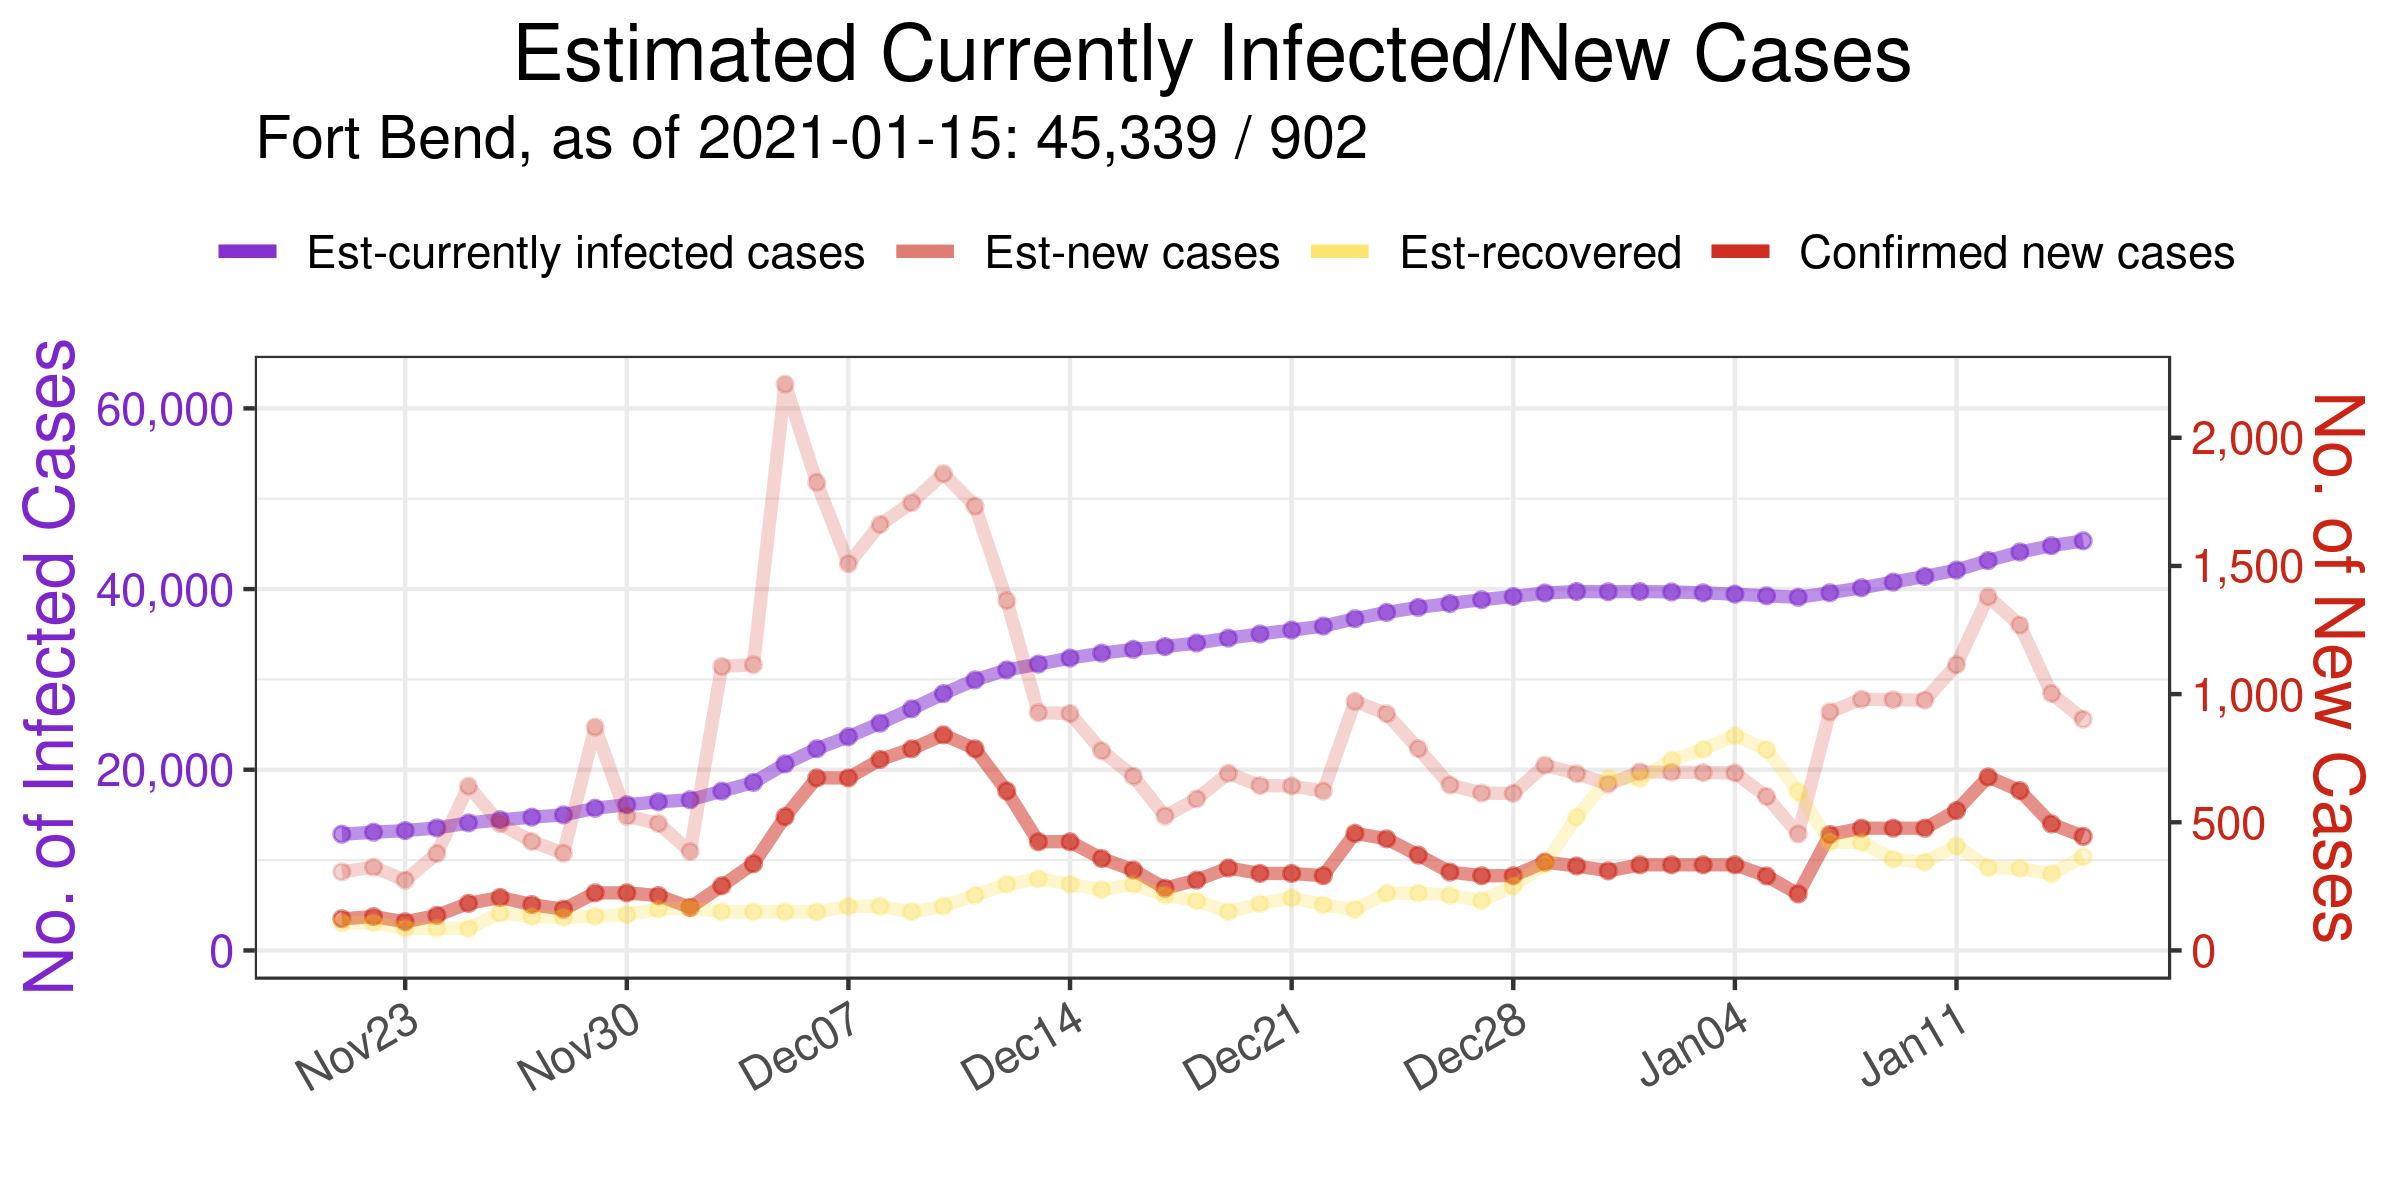 Estimated Currently Infected/New Cases
Fort Bend, as of 2021-01-15: 45,339 / 902
Est-currently infected cases Est-new cases Est-recovered Confirmed new cases
No. of Infected Cases
60,000
40,000
20,000
0
2,000
1,500
1,000
500
0
No. of New Cases
Nov23 Nov30 Dec07 Dec14 Dec21 Dec28 Jan04 Jan11